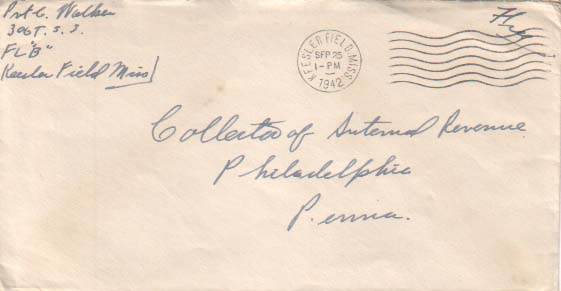 Pvt C. Walker
306 T. S. S.
FL "B"
Keesler Field Miss
KEESLER FIELD, MISS.
SEP 25
1 - PM
1942
Free
Collector of Internal Revenue
Philadelphia
Penna.